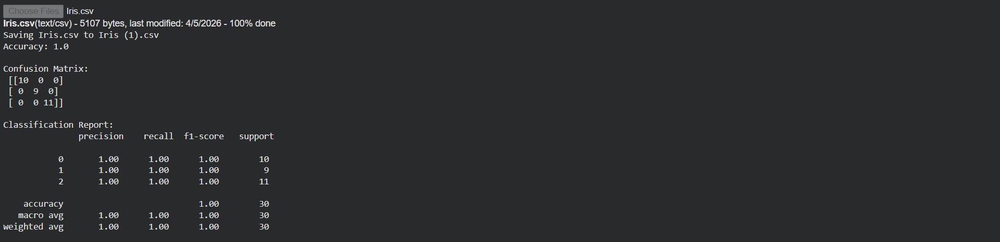 Choose Files Iris.csv
Iris.csv(text/csv) - 5107 bytes, last modified: 4/5/2026 - 100% done
Saving Iris.csv to Iris (1).csv
Accuracy: 1.0

Confusion Matrix:
 [[10  0  0]
 [ 0  9  0]
 [ 0  0 11]]

Classification Report:
               precision    recall  f1-score   support

           0       1.00      1.00      1.00        10
           1       1.00      1.00      1.00         9
           2       1.00      1.00      1.00        11

    accuracy                           1.00        30
   macro avg       1.00      1.00      1.00        30
weighted avg       1.00      1.00      1.00        30